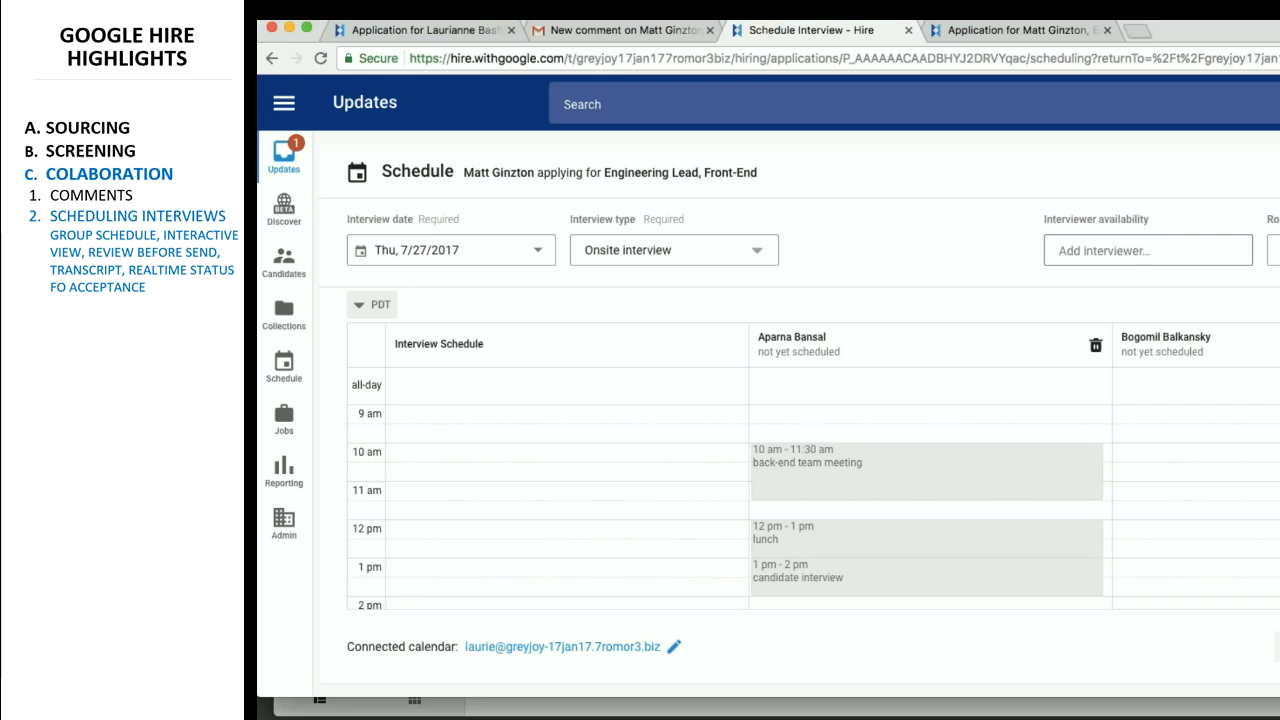 GOOGLE HIRE
HIGHLIGHTS
A. SOURCING
B. SCREENING
C. COLABORATION
1. COMMENTS
2. SCHEDULING INTERVIEWS
GROUP SCHEDULE, INTERACTIVE
VIEW, REVIEW BEFORE SEND,
TRANSCRIPT, REALTIME STATUS
FO ACCEPTANCE
Application for Laurianne Bast
New comment on Matt Ginzton
Schedule Interview - Hire
Application for Matt Ginzton, E
Secure https://hire.withgoogle.com/t/greyjoy17jan177romor3biz/hiring/applications/P_AAAAAACAADBHYJ2DRVYqac/scheduling?returnTo=%2Ft%2Fgreyjoy17jan1
Updates
Search
1
Updates
BETA
Discover
Candidates
Collections
Schedule
Jobs
Reporting
Admin
Schedule Matt Ginzton applying for Engineering Lead, Front-End
Interview date Required Interview type Required Interviewer availability Ro
Thu, 7/27/2017 Onsite interview Add interviewer...
PDT
Interview Schedule
Aparna Bansal
not yet scheduled
Bogomil Balkansky
not yet scheduled
all-day
9 am
10 am
11 am
12 pm
1 pm
2 pm
10 am - 11:30 am
back-end team meeting
12 pm - 1 pm
lunch
1 pm - 2 pm
candidate interview
Connected calendar: laurie@greyjoy-17jan17.7romor3.biz